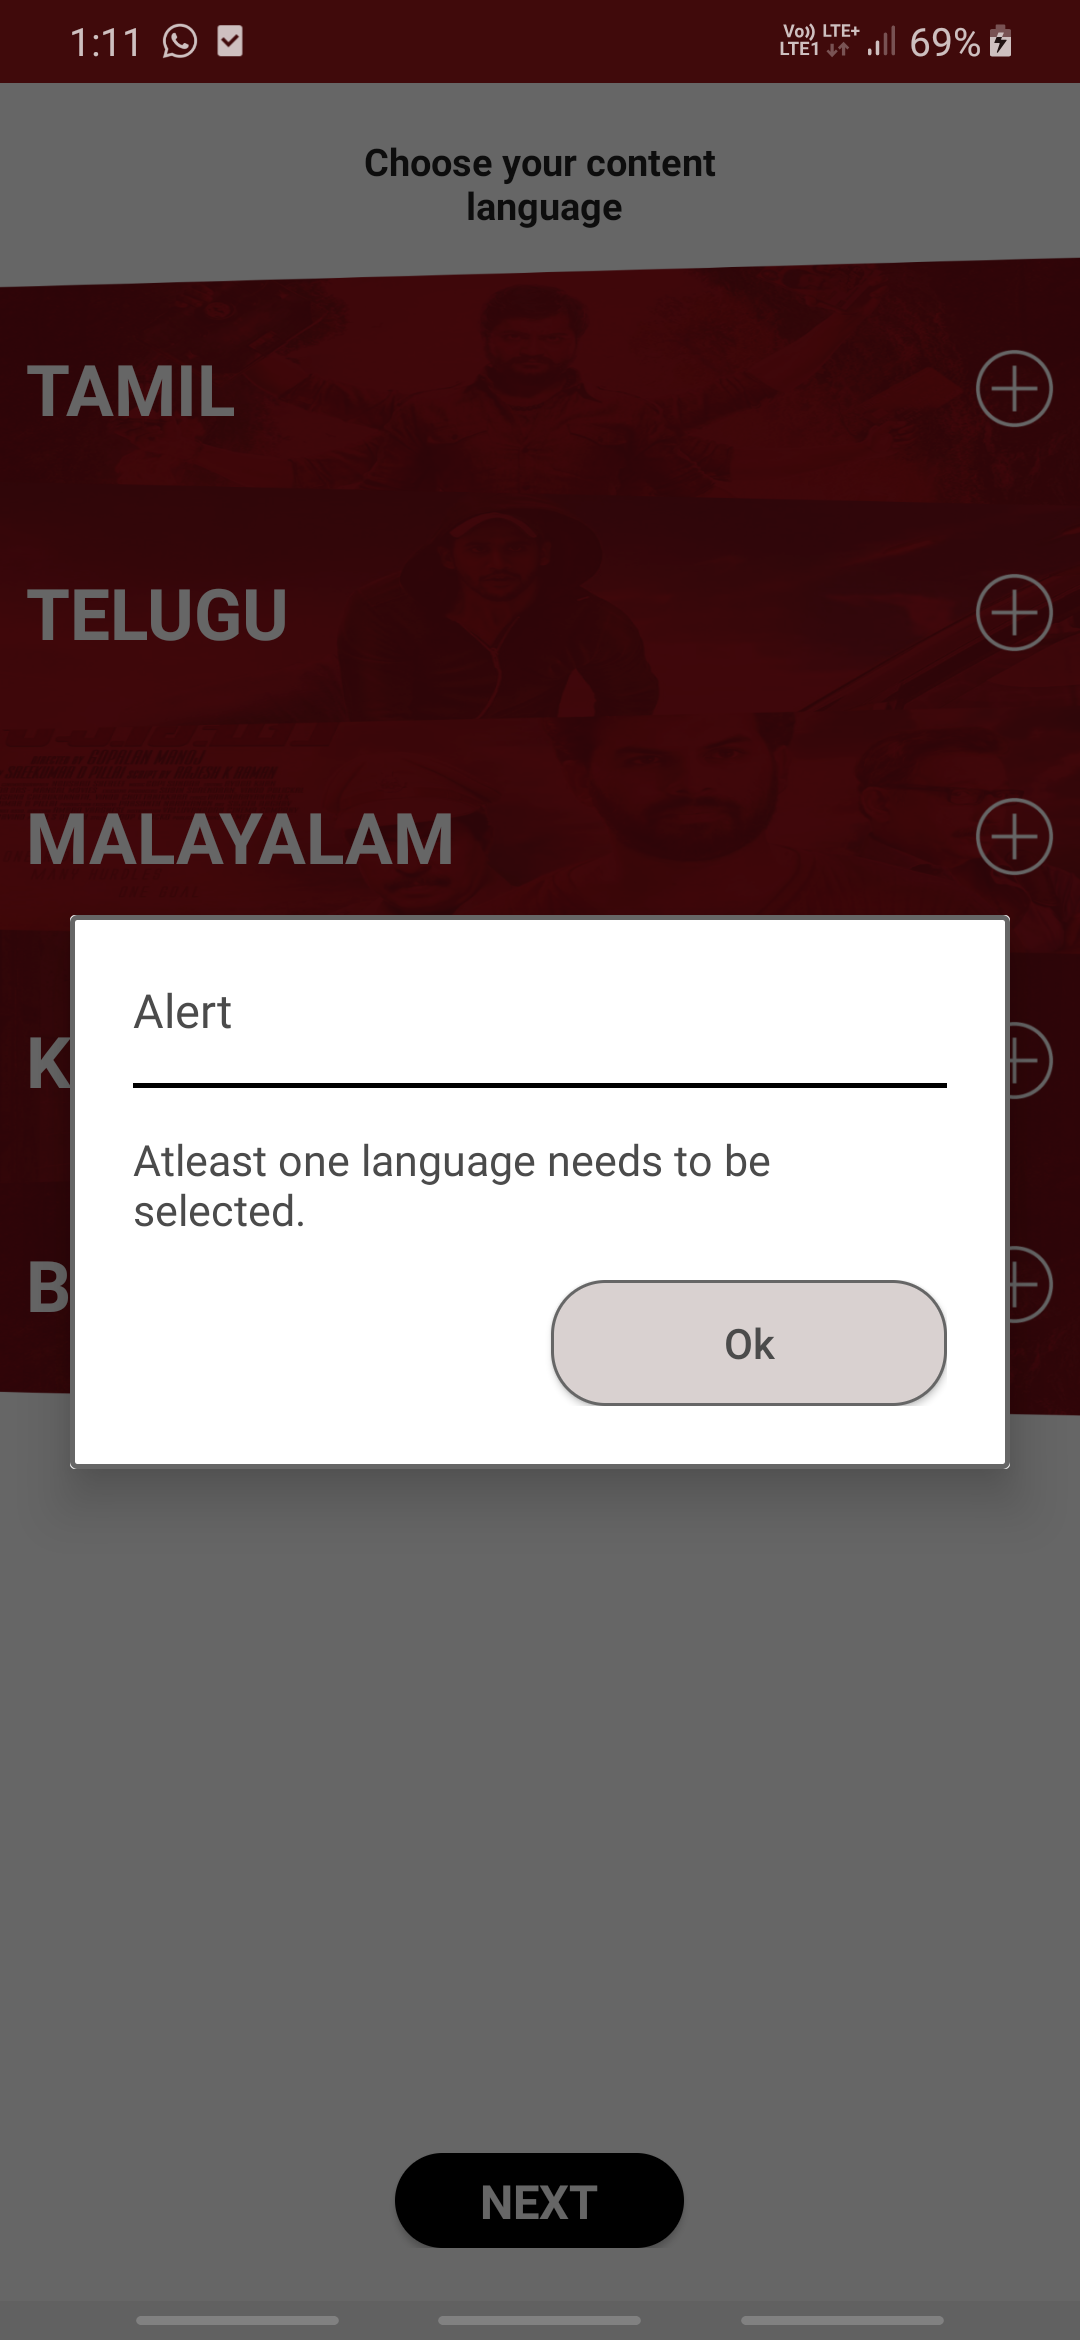 1:11
Vo)) LTE+
LTE1
69%
Choose your content
language
TAMIL
TELUGU
MALAYALAM
K
B
Alert
Atleast one language needs to be
selected.
Ok
NEXT